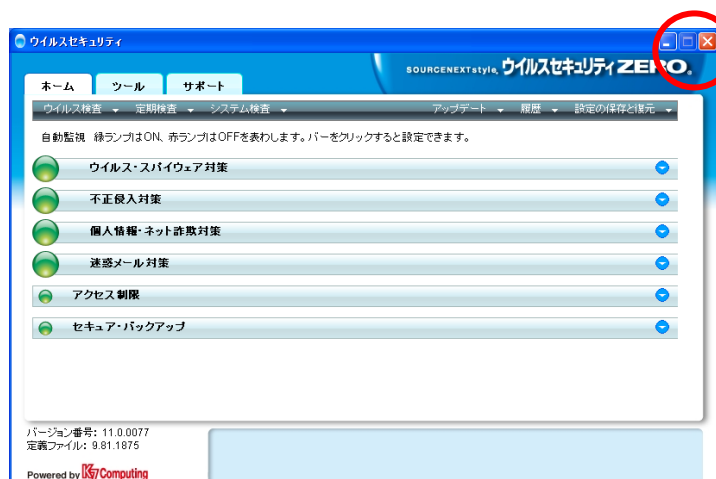 ウイルスセキュリティ
SOURCENEXTstyle, ウイルスセキュリティZERO.
ホーム ツール サポート
ウイルス検査 定期検査 システム検査 アップデート 履歴 設定の保存と復元
自動監視 緑ランプはON、赤ランプはOFFを表わします。バーをクリックすると設定できます。
ウイルス・スパイウェア対策
不正侵入対策
個人情報・ネット詐欺対策
迷惑メール対策
アクセス制限
セキュア・バックアップ
バージョン番号: 11.0.0077
定義ファイル: 9.81.1875
Powered by K7Computing